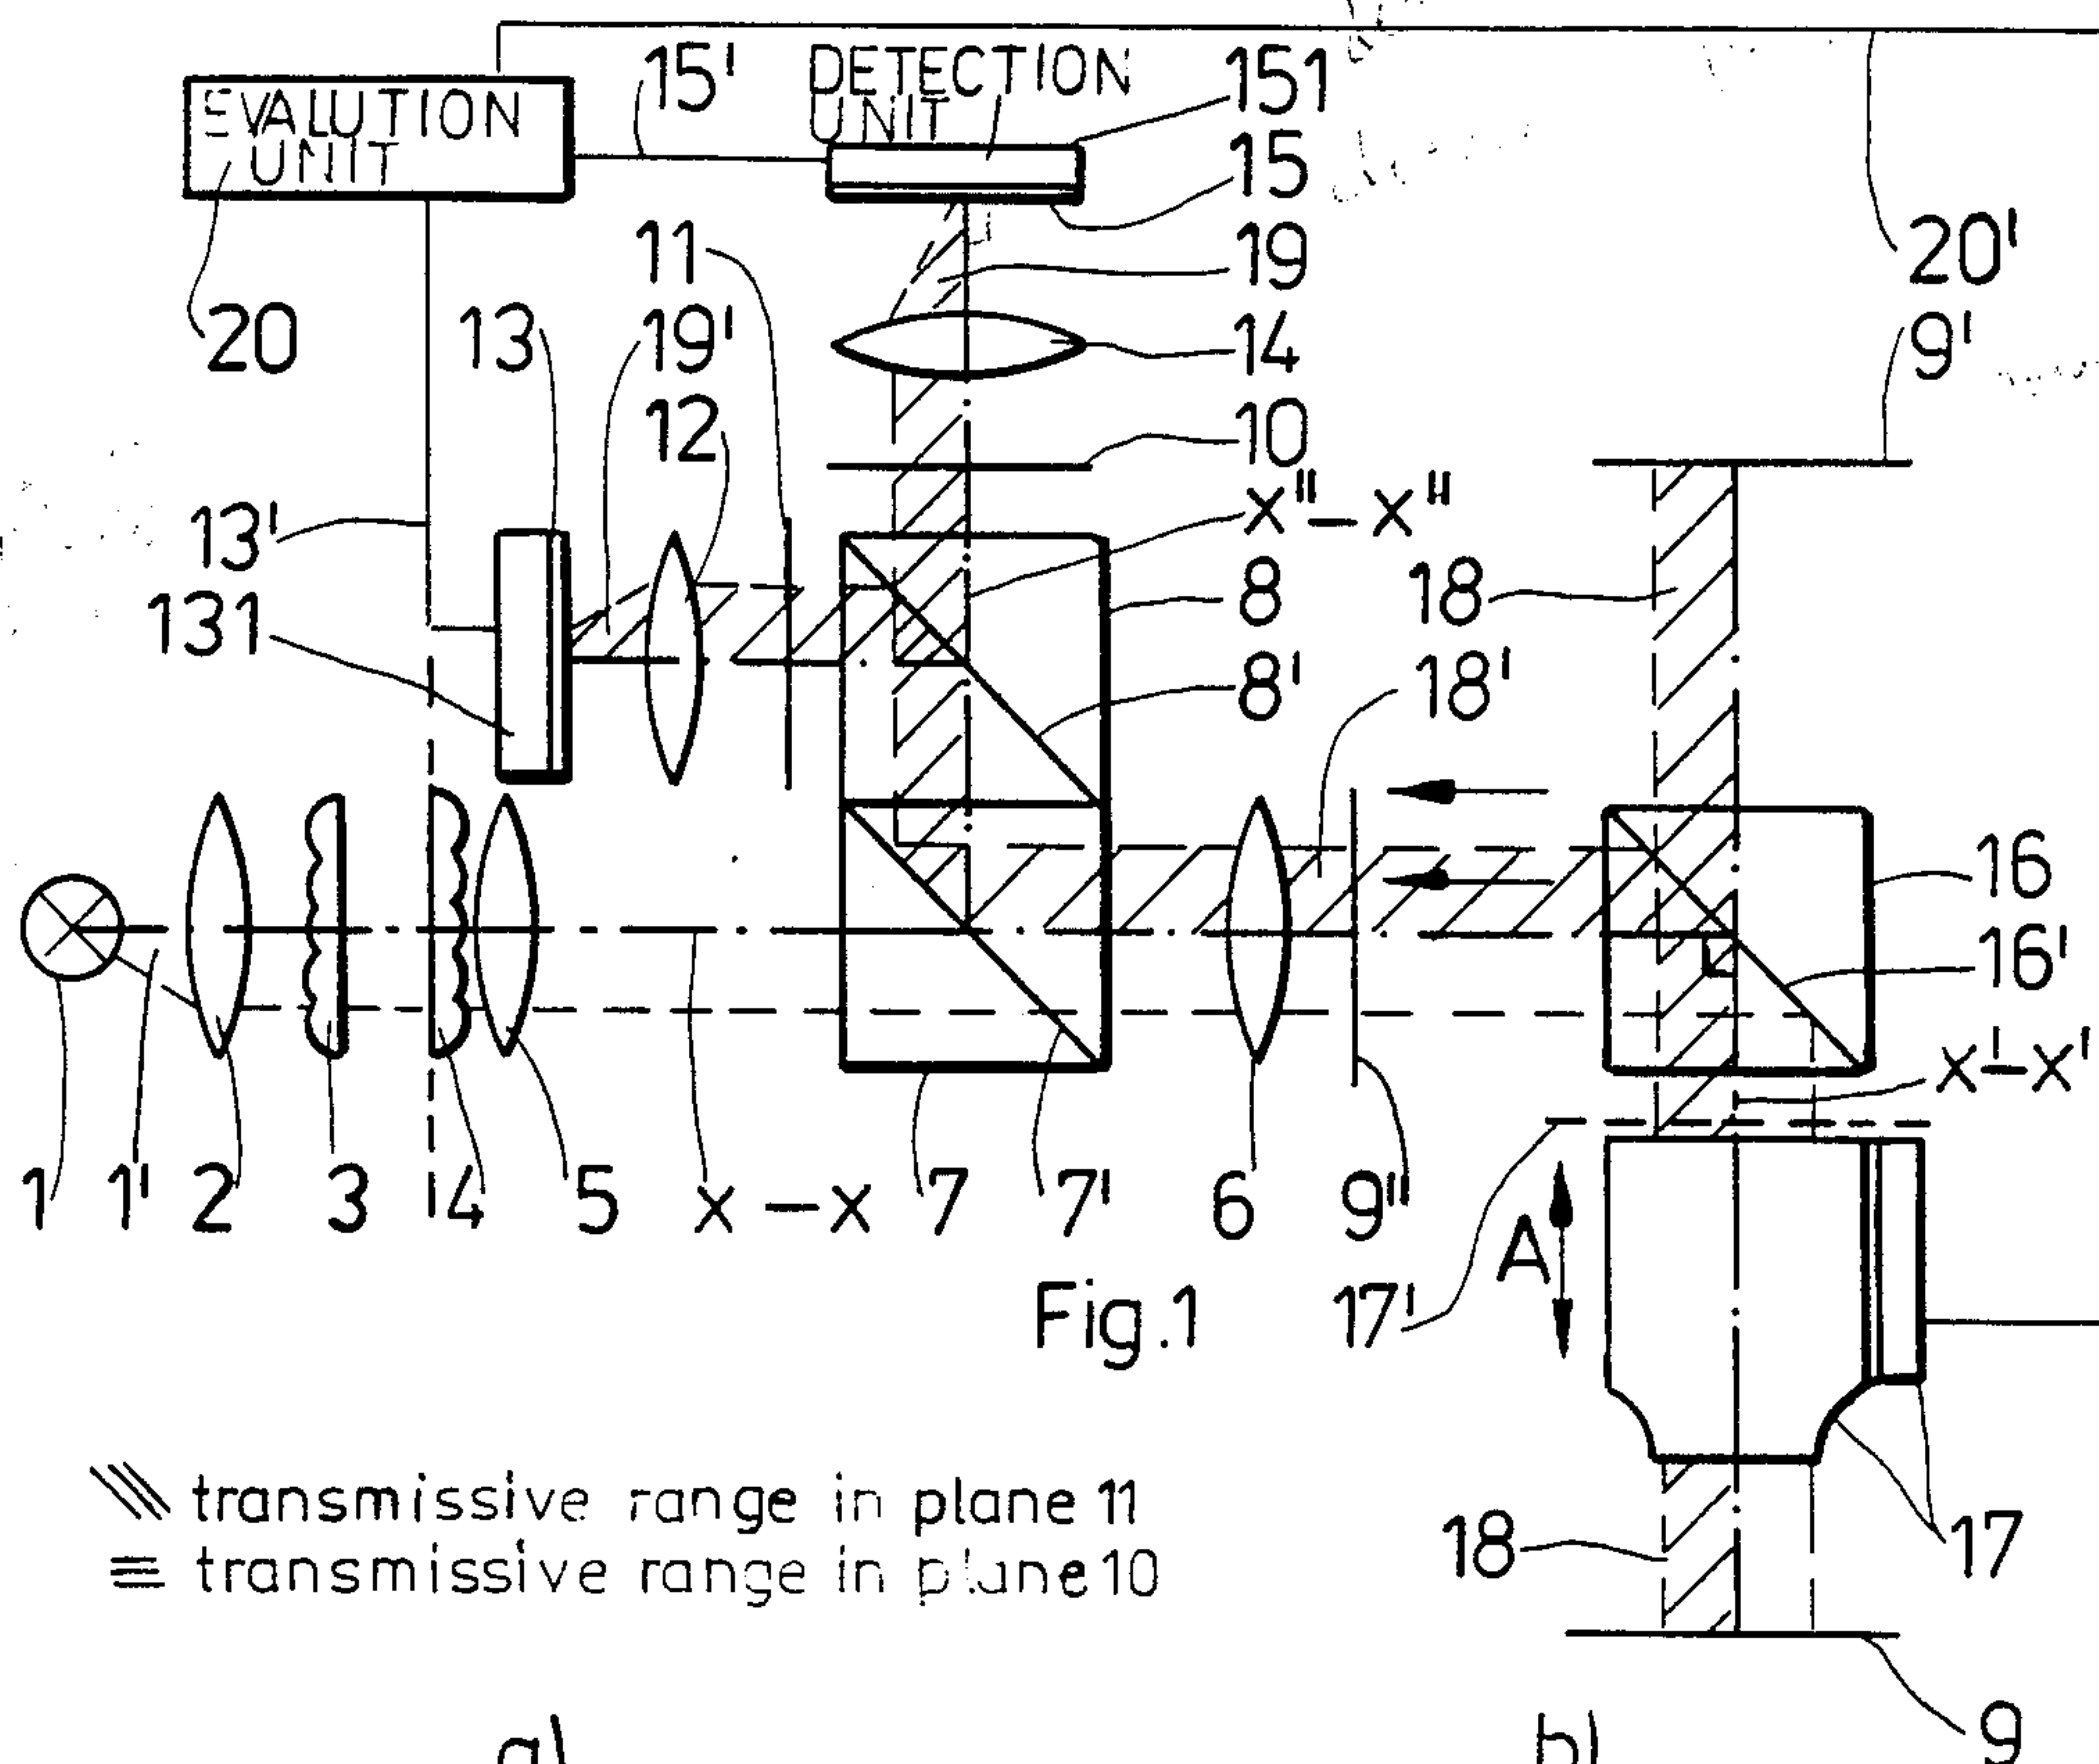 EVALUTION
UNIT
15'
DETECTION
UNIT
151
15
11
19
20'
20
13
19'
14
9'
12
10
13'
x"–x"
131
8
18
8'
18'
16
16'
x'–x'
1
1'
2
3
4
5
x–x
7
7'
6
9"
A
Fig.1
17'
transmissive range in plane 11
transmissive range in plane 10
18
17
9
a)
b)